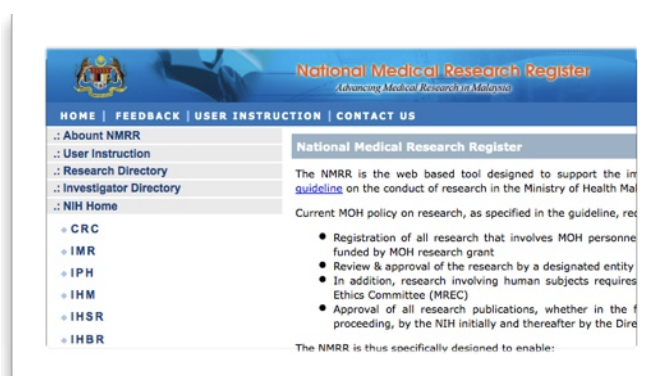 National Medical Research Register
Advancing Medical Research in Malaysia
HOME | FEEDBACK | USER INSTRUCTION | CONTACT US
.: Abount NMRR
.: User Instruction
.: Research Directory
.: Investigator Directory
.: NIH Home
CRC
IMR
IPH
IHM
IHSR
IHBR
National Medical Research Register
The NMRR is the web based tool designed to support the im
guideline on the conduct of research in the Ministry of Health Mal
Current MOH policy on research, as specified in the guideline, rec
Registration of all research that involves MOH personne
funded by MOH research grant
Review & approval of the research by a designated entity
In addition, research involving human subjects requires
Ethics Committee (MREC)
Approval of all research publications, whether in the f
proceeding, by the NIH initially and thereafter by the Dire
The NMRR is thus specifically designed to enable: